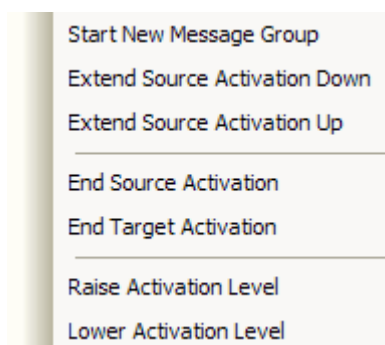 Start New Message Group
Extend Source Activation Down
Extend Source Activation Up
End Source Activation
End Target Activation
Raise Activation Level
Lower Activation Level